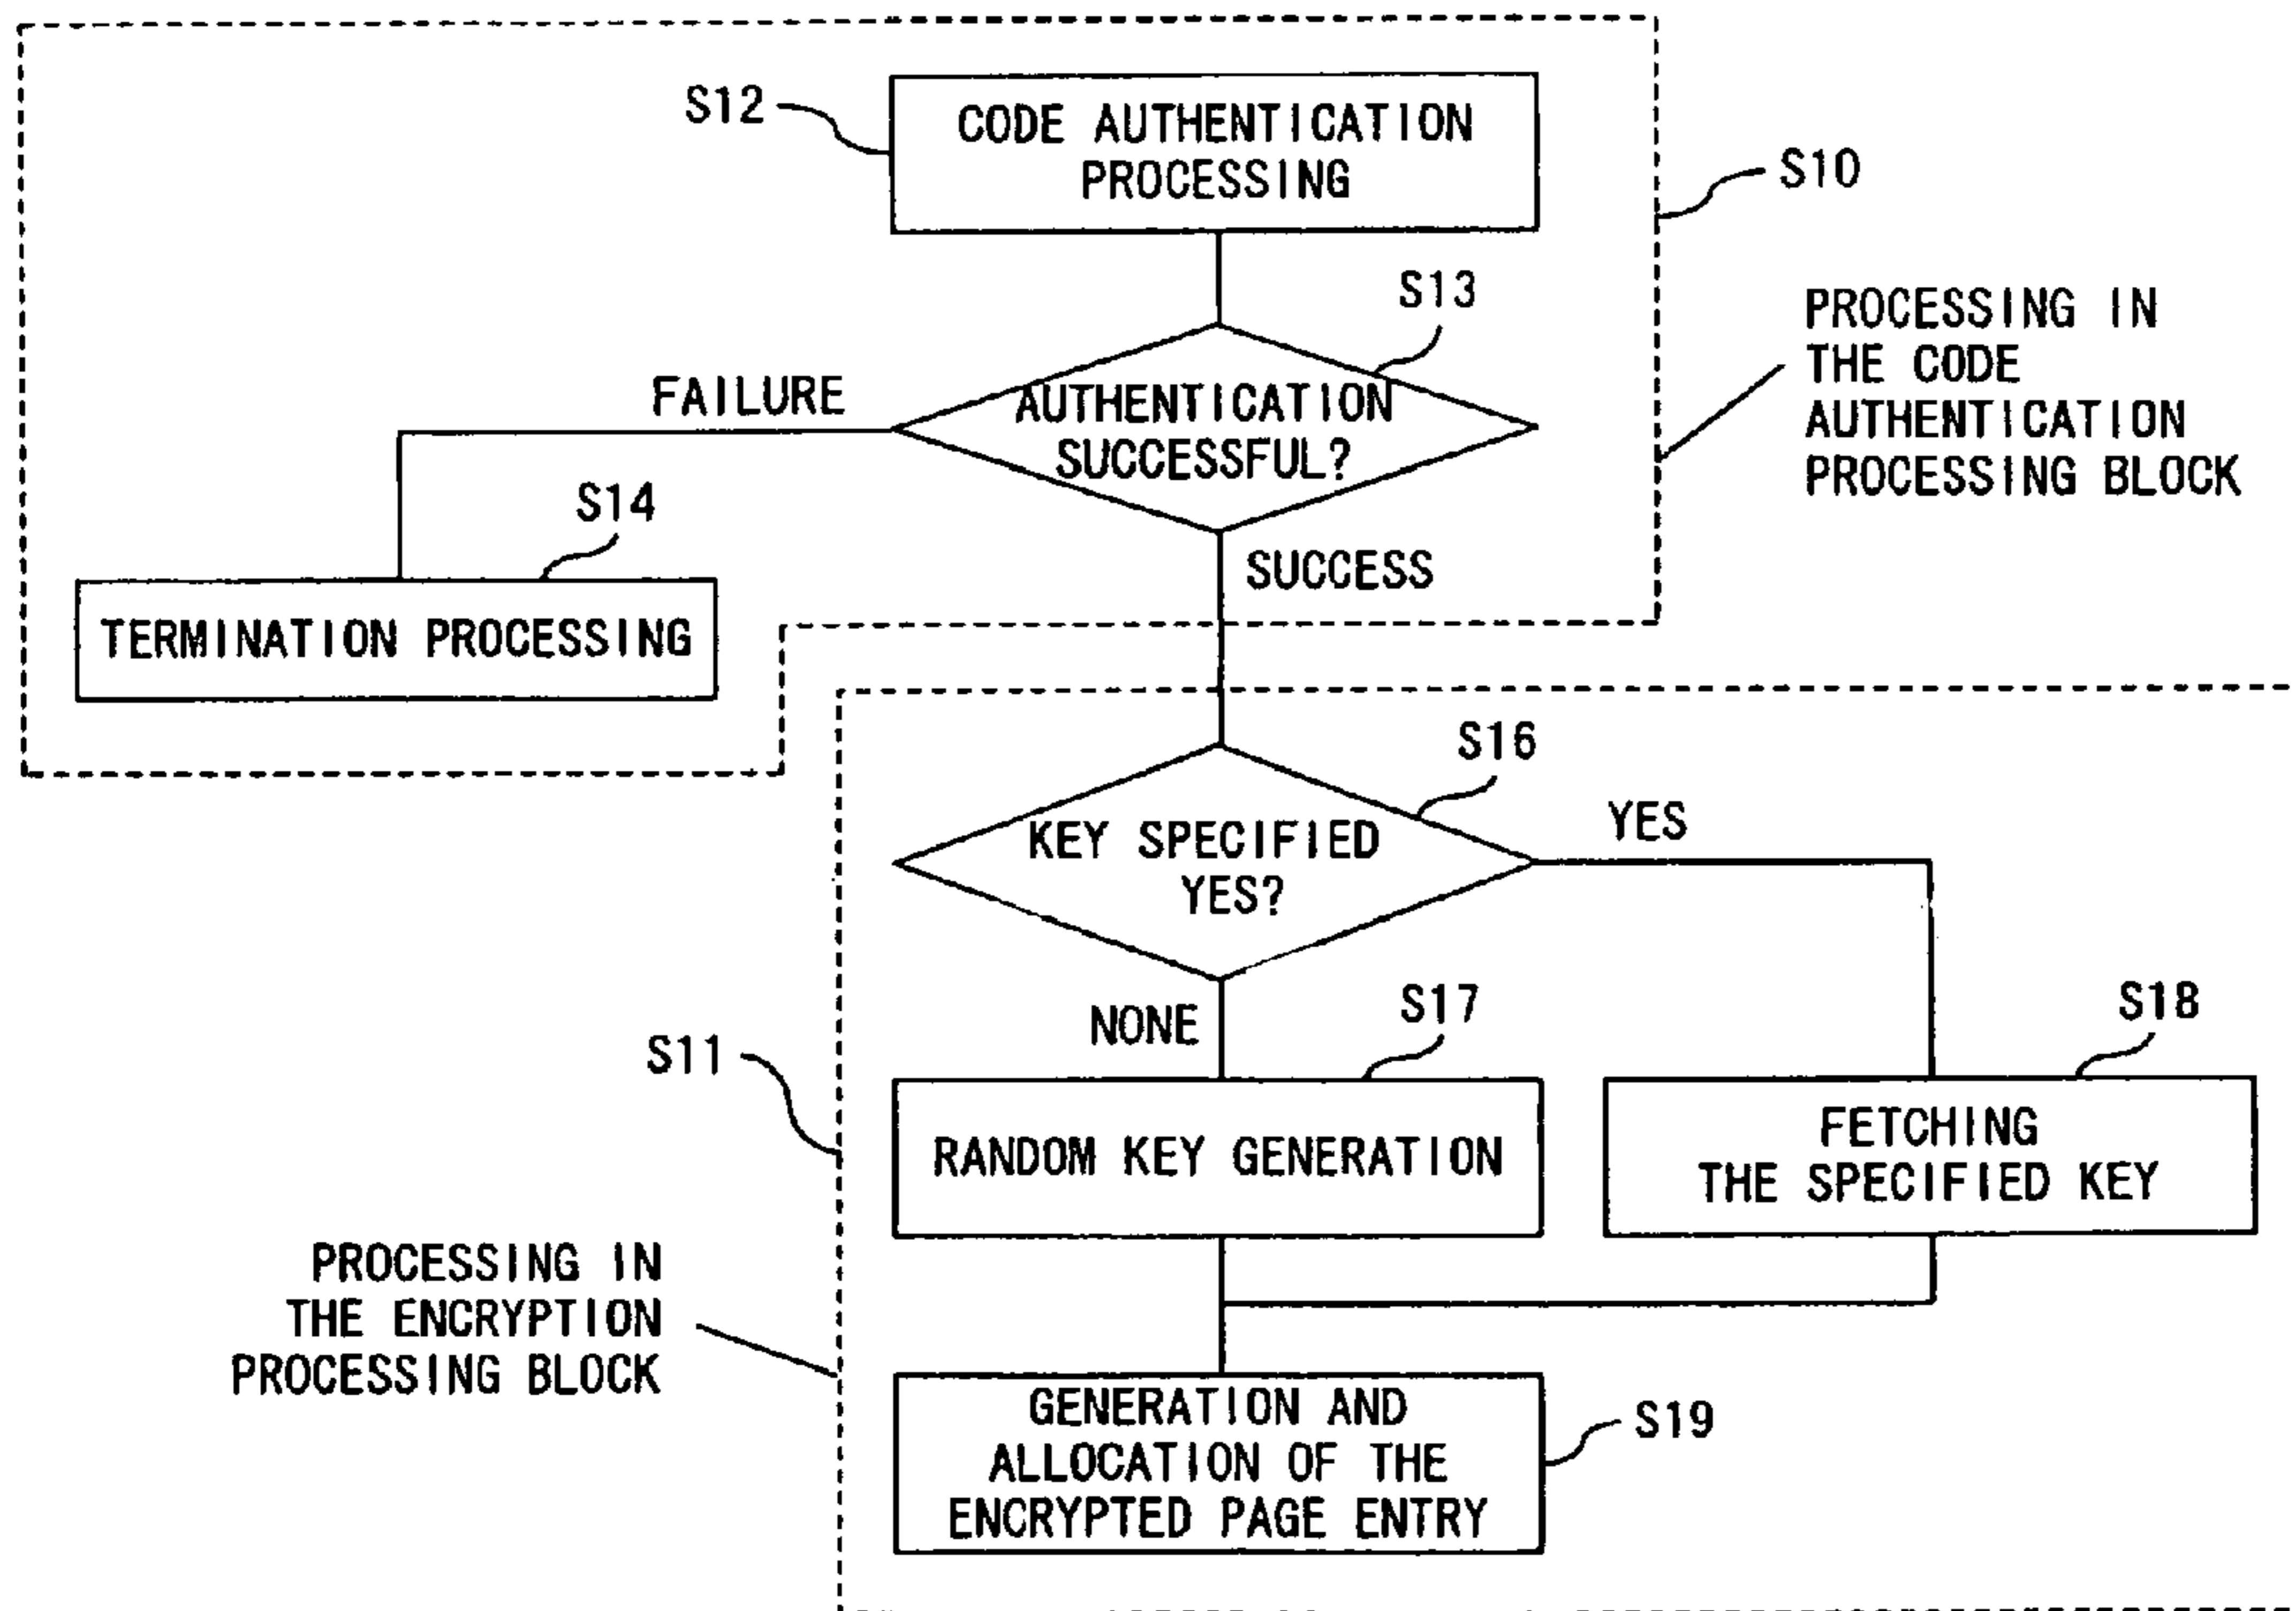 S12
CODE AUTHENTICATION
PROCESSING
S10
S13
PROCESSING IN
THE CODE
AUTHENTICATION
PROCESSING BLOCK
FAILURE
AUTHENTICATION
SUCCESSFUL?
S14
SUCCESS
TERMINATION PROCESSING
S16
KEY SPECIFIED
YES?
YES
NONE
S17
S18
S11
RANDOM KEY GENERATION
FETCHING
THE SPECIFIED KEY
PROCESSING IN
THE ENCRYPTION
PROCESSING BLOCK
GENERATION AND
ALLOCATION OF THE
ENCRYPTED PAGE ENTRY
S19